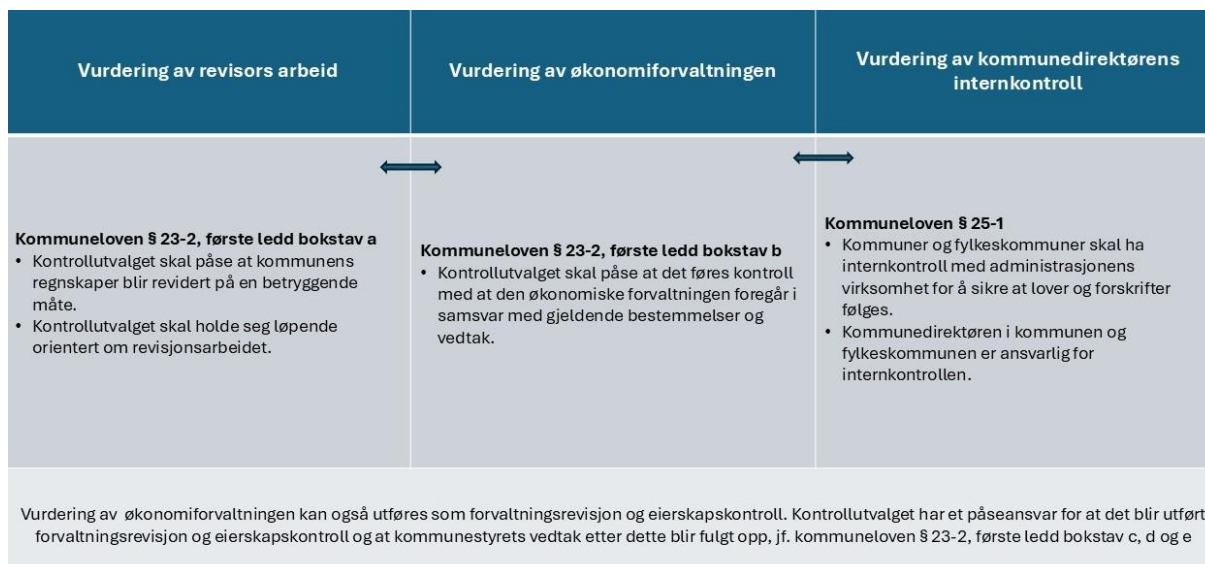 Vurdering av revisors arbeid
Vurdering av økonomiforvaltningen
Vurdering av kommunedirektørens
internkontroll
Kommuneloven § 23-2, første ledd bokstav a
• Kontrollutvalget skal påse at kommunens
regnskaper blir revidert på en betryggende
måte.
• Kontrollutvalget skal holde seg løpende
orientert om revisjonsarbeidet.
Kommuneloven § 23-2, første ledd bokstav b
• Kontrollutvalget skal påse at det føres kontroll
med at den økonomiske forvaltningen foregår i
samsvar med gjeldende bestemmelser og
vedtak.
Kommuneloven § 25-1
• Kommuner og fylkeskommuner skal ha
internkontroll med administrasjonens
virksomhet for å sikre at lover og forskrifter
følges.
• Kommunedirektøren i kommunen og
fylkeskommunen er ansvarlig for
internkontrollen.
Vurdering av økonomiforvaltningen kan også utføres som forvaltningsrevisjon og eierskapskontroll. Kontrollutvalget har et påseansvar for at det blir utført
forvaltningsrevisjon og eierskapskontroll og at kommunestyrets vedtak etter dette blir fulgt opp, jf. kommuneloven § 23-2, første ledd bokstav c, d og e